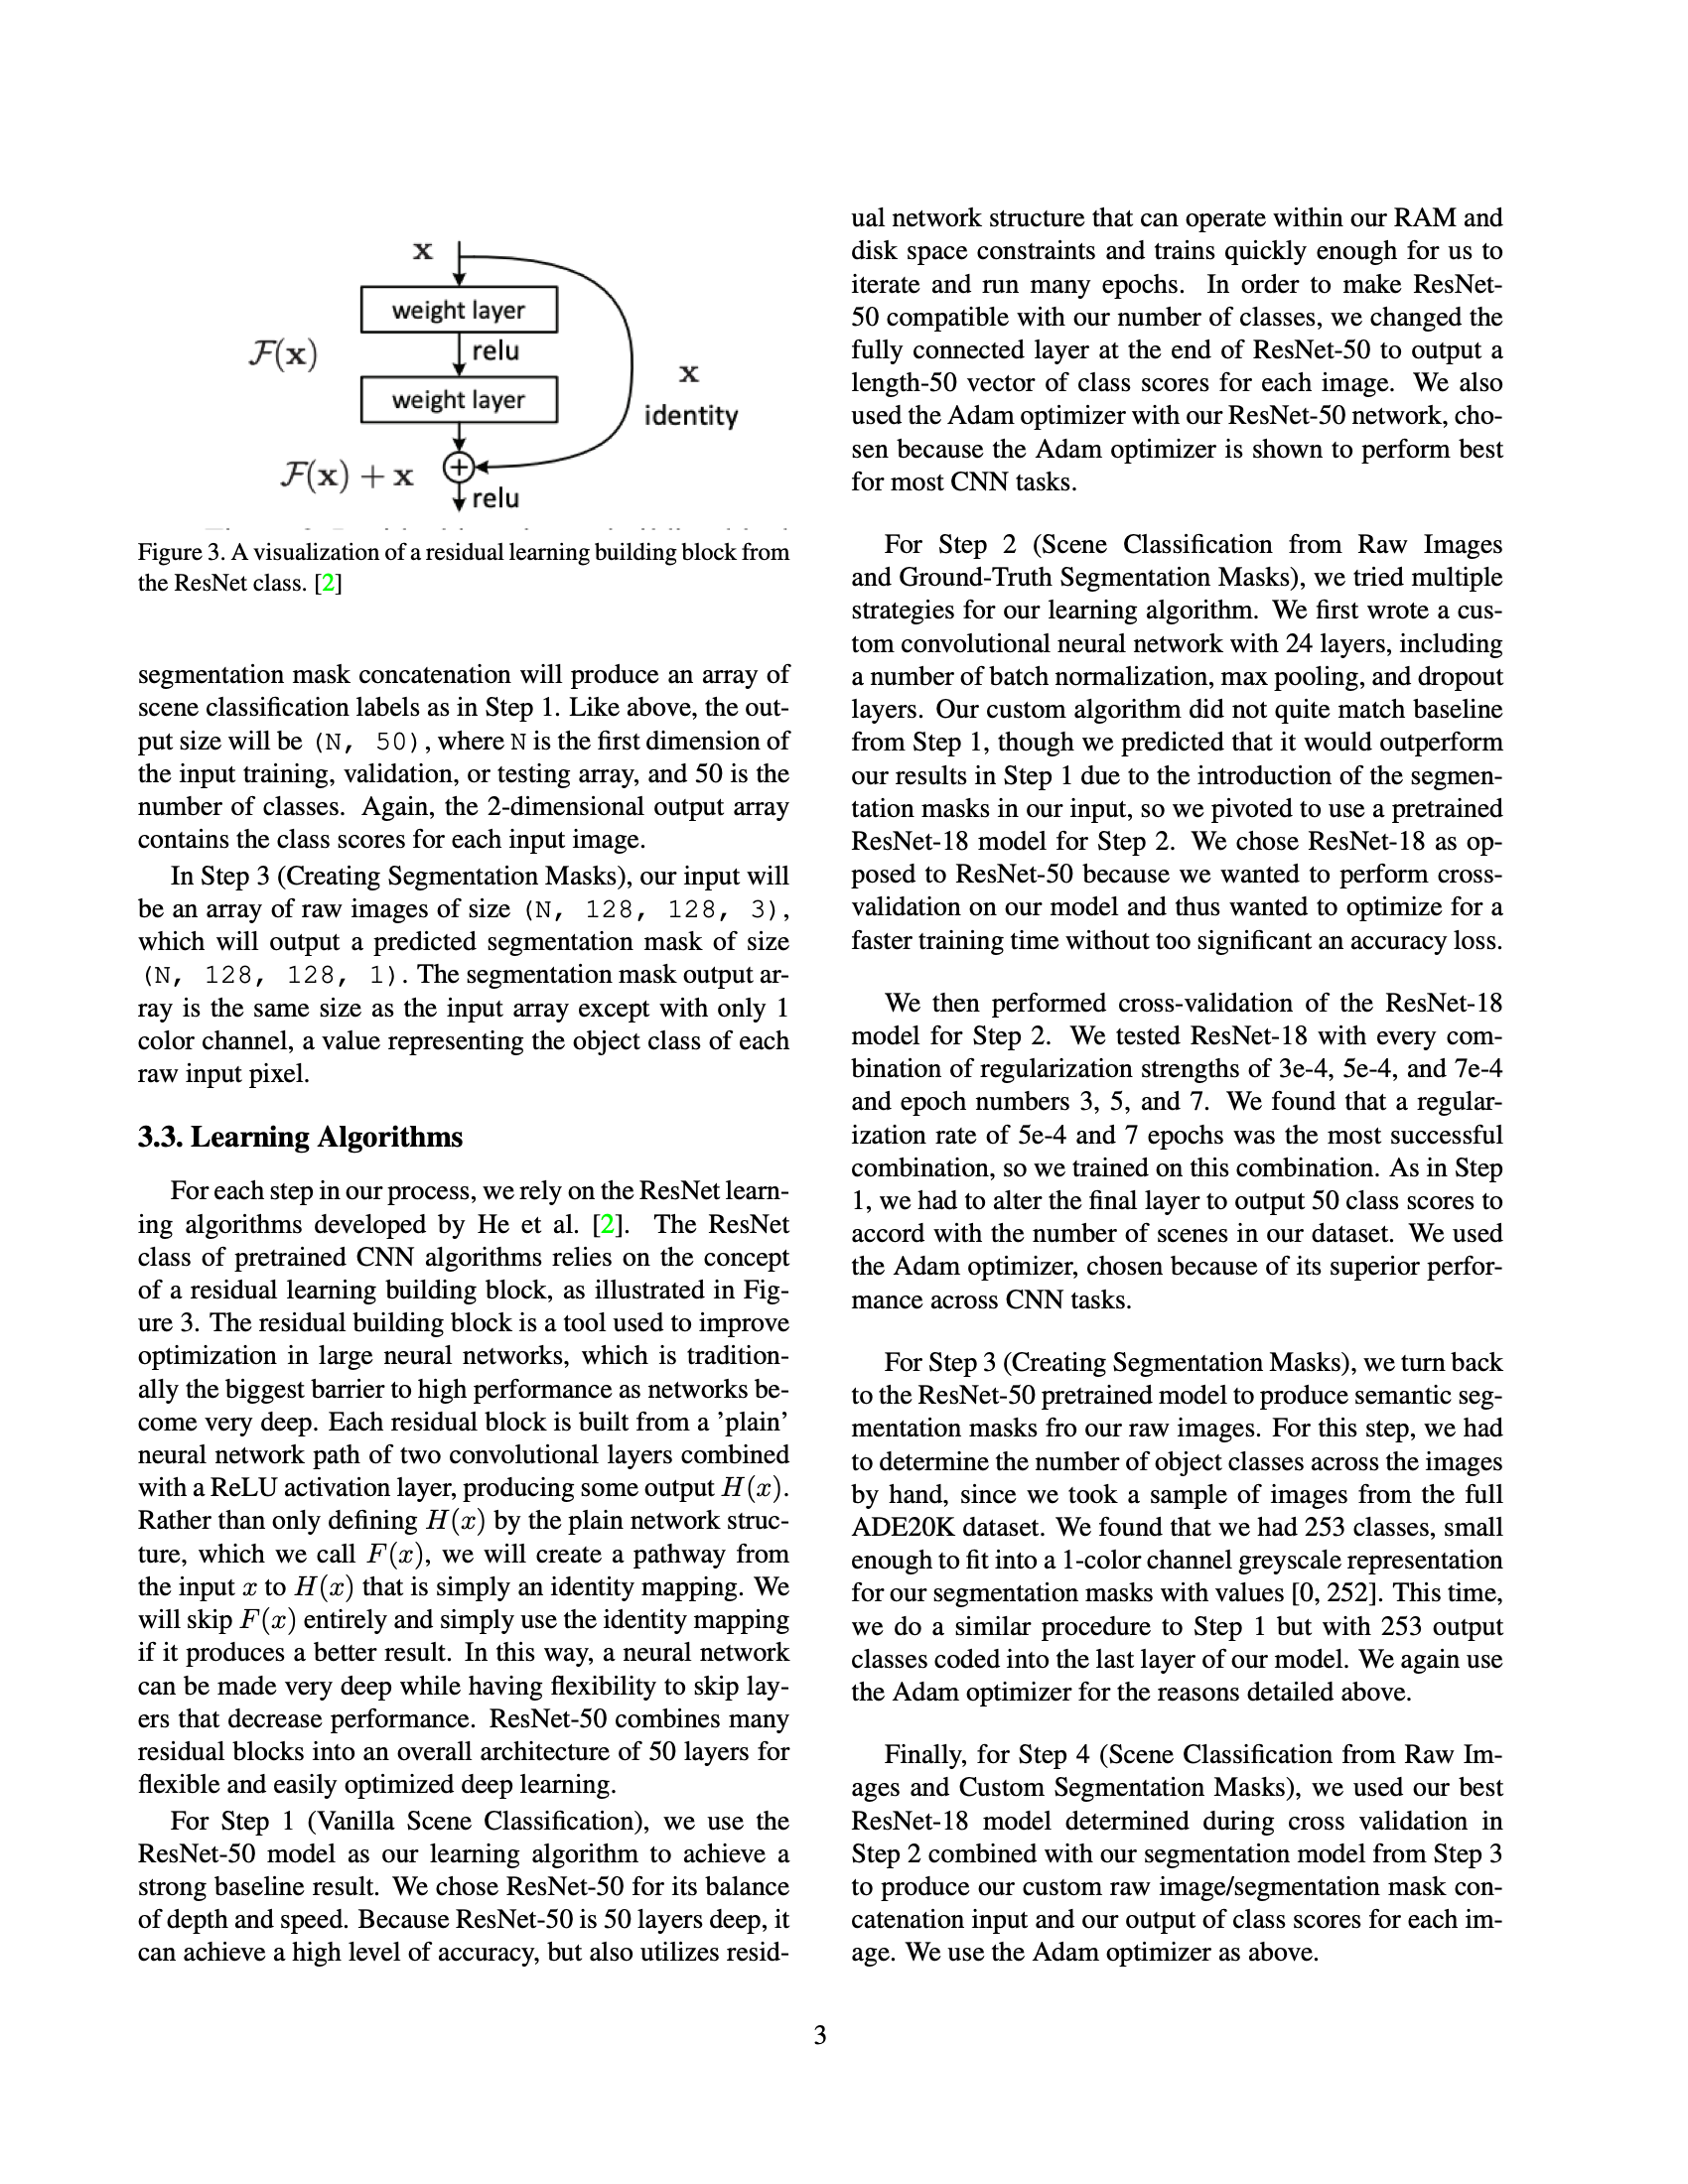 x
weight layer
F(x)
relu
x
weight layer
identity
F(x) + x
relu
Figure 3. A visualization of a residual learning building block from
the ResNet class. [2]
segmentation mask concatenation will produce an array of
scene classification labels as in Step 1. Like above, the out-
put size will be (N, 50), where N is the first dimension of
the input training, validation, or testing array, and 50 is the
number of classes. Again, the 2-dimensional output array
contains the class scores for each input image.
In Step 3 (Creating Segmentation Masks), our input will
be an array of raw images of size (N, 128, 128, 3),
which will output a predicted segmentation mask of size
(N, 128, 128, 1). The segmentation mask output ar-
ray is the same size as the input array except with only 1
color channel, a value representing the object class of each
raw input pixel.
3.3. Learning Algorithms
For each step in our process, we rely on the ResNet learn-
ing algorithms developed by He et al. [2]. The ResNet
class of pretrained CNN algorithms relies on the concept
of a residual learning building block, as illustrated in Fig-
ure 3. The residual building block is a tool used to improve
optimization in large neural networks, which is tradition-
ally the biggest barrier to high performance as networks be-
come very deep. Each residual block is built from a ’plain’
neural network path of two convolutional layers combined
with a ReLU activation layer, producing some output H(x).
Rather than only defining H(x) by the plain network struc-
ture, which we call F(x), we will create a pathway from
the input x to H(x) that is simply an identity mapping. We
will skip F(x) entirely and simply use the identity mapping
if it produces a better result. In this way, a neural network
can be made very deep while having flexibility to skip lay-
ers that decrease performance. ResNet-50 combines many
residual blocks into an overall architecture of 50 layers for
flexible and easily optimized deep learning.
For Step 1 (Vanilla Scene Classification), we use the
ResNet-50 model as our learning algorithm to achieve a
strong baseline result. We chose ResNet-50 for its balance
of depth and speed. Because ResNet-50 is 50 layers deep, it
can achieve a high level of accuracy, but also utilizes resid-
ual network structure that can operate within our RAM and
disk space constraints and trains quickly enough for us to
iterate and run many epochs. In order to make ResNet-
50 compatible with our number of classes, we changed the
fully connected layer at the end of ResNet-50 to output a
length-50 vector of class scores for each image. We also
used the Adam optimizer with our ResNet-50 network, cho-
sen because the Adam optimizer is shown to perform best
for most CNN tasks.
For Step 2 (Scene Classification from Raw Images
and Ground-Truth Segmentation Masks), we tried multiple
strategies for our learning algorithm. We first wrote a cus-
tom convolutional neural network with 24 layers, including
a number of batch normalization, max pooling, and dropout
layers. Our custom algorithm did not quite match baseline
from Step 1, though we predicted that it would outperform
our results in Step 1 due to the introduction of the segmen-
tation masks in our input, so we pivoted to use a pretrained
ResNet-18 model for Step 2. We chose ResNet-18 as op-
posed to ResNet-50 because we wanted to perform cross-
validation on our model and thus wanted to optimize for a
faster training time without too significant an accuracy loss.
We then performed cross-validation of the ResNet-18
model for Step 2. We tested ResNet-18 with every com-
bination of regularization strengths of 3e-4, 5e-4, and 7e-4
and epoch numbers 3, 5, and 7. We found that a regular-
ization rate of 5e-4 and 7 epochs was the most successful
combination, so we trained on this combination. As in Step
1, we had to alter the final layer to output 50 class scores to
accord with the number of scenes in our dataset. We used
the Adam optimizer, chosen because of its superior perfor-
mance across CNN tasks.
For Step 3 (Creating Segmentation Masks), we turn back
to the ResNet-50 pretrained model to produce semantic seg-
mentation masks fro our raw images. For this step, we had
to determine the number of object classes across the images
by hand, since we took a sample of images from the full
ADE20K dataset. We found that we had 253 classes, small
enough to fit into a 1-color channel greyscale representation
for our segmentation masks with values [0, 252]. This time,
we do a similar procedure to Step 1 but with 253 output
classes coded into the last layer of our model. We again use
the Adam optimizer for the reasons detailed above.
Finally, for Step 4 (Scene Classification from Raw Im-
ages and Custom Segmentation Masks), we used our best
ResNet-18 model determined during cross validation in
Step 2 combined with our segmentation model from Step 3
to produce our custom raw image/segmentation mask con-
catenation input and our output of class scores for each im-
age. We use the Adam optimizer as above.
3